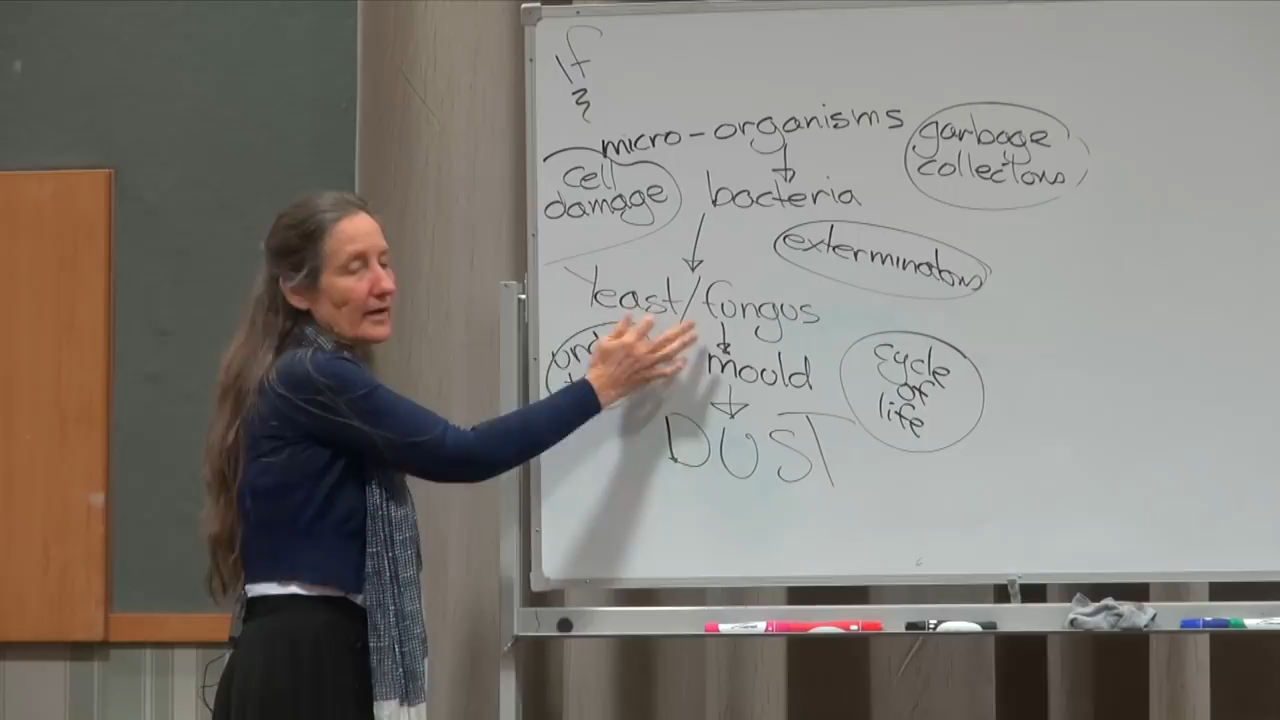 If
micro-organisms
garbage
collectors
cell
damage
bacteria
exterminators
Yeast/fungus
mould
cycle
of
life
DUST